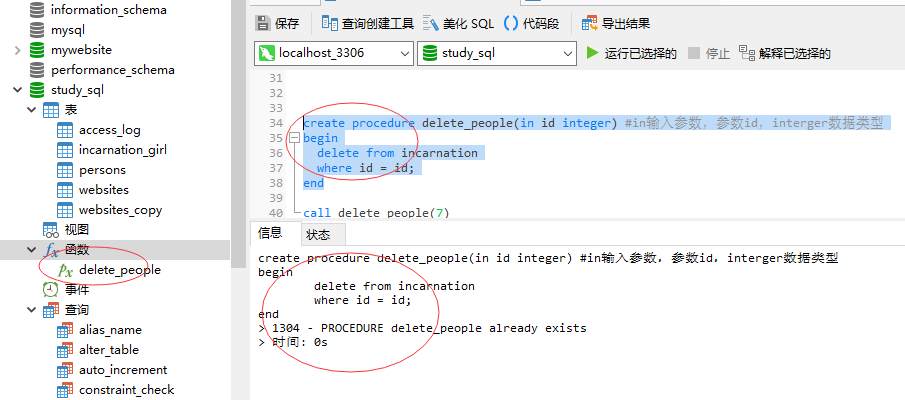 information_schema
mysql
mywebsite
performance_schema
study_sql
表
access_log
incarnation_girl
persons
websites
websites_copy
视图
fx 函数
px delete_people
事件
查询
alias_name
alter_table
auto_increment
constraint_check
保存 查询创建工具 美化 SQL () 代码段 导出结果
localhost_3306 study_sql 运行已选择的 停止 解释已选择的
31
32
33
34 create procedure delete_people(in id integer) #in输入参数，参数id，interger数据类型
35 begin
36 delete from incarnation
37 where id = id;
38 end
39
40 call delete_people(7)
信息 状态
create procedure delete_people(in id integer) #in输入参数，参数id，interger数据类型
begin
delete from incarnation
where id = id;
end
> 1304 - PROCEDURE delete_people already exists
> 时间: 0s